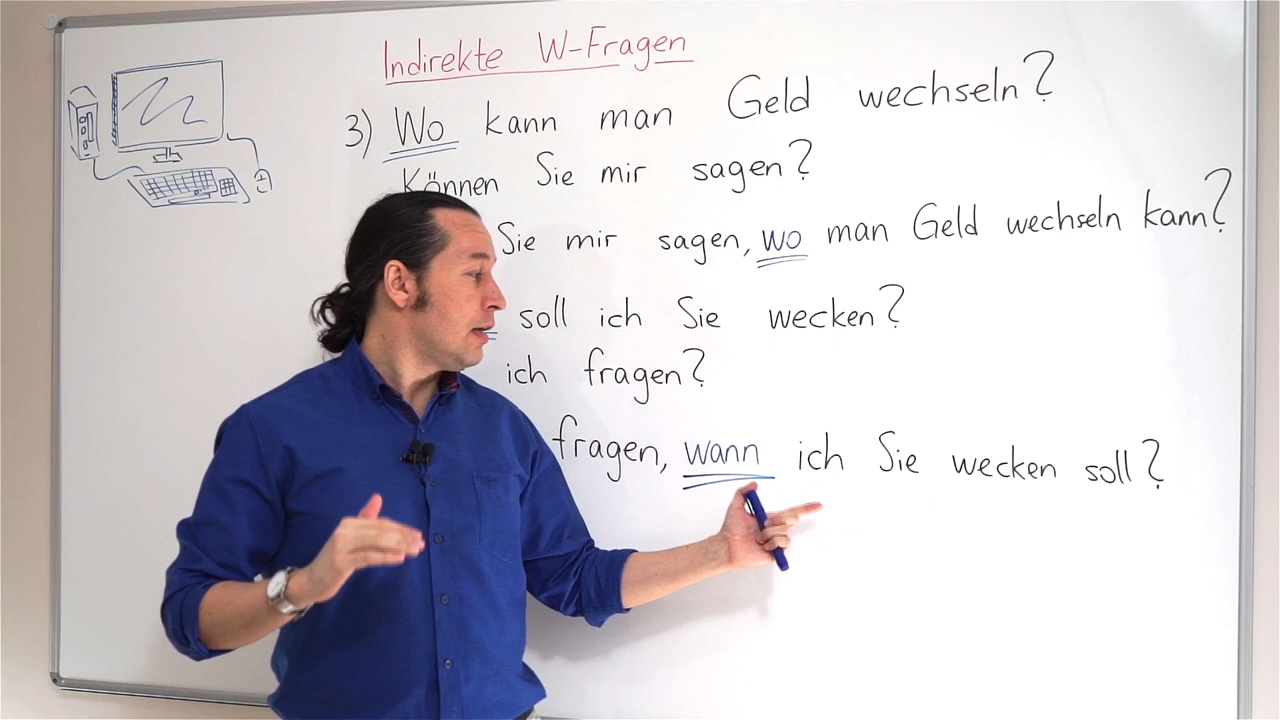 Indirekte W-Fragen
3) Wo kann man Geld wechseln?
Können Sie mir sagen?
Sie mir sagen, wo man Geld wechseln kann?
soll ich Sie wecken?
ich fragen?
fragen, wann ich Sie wecken soll?